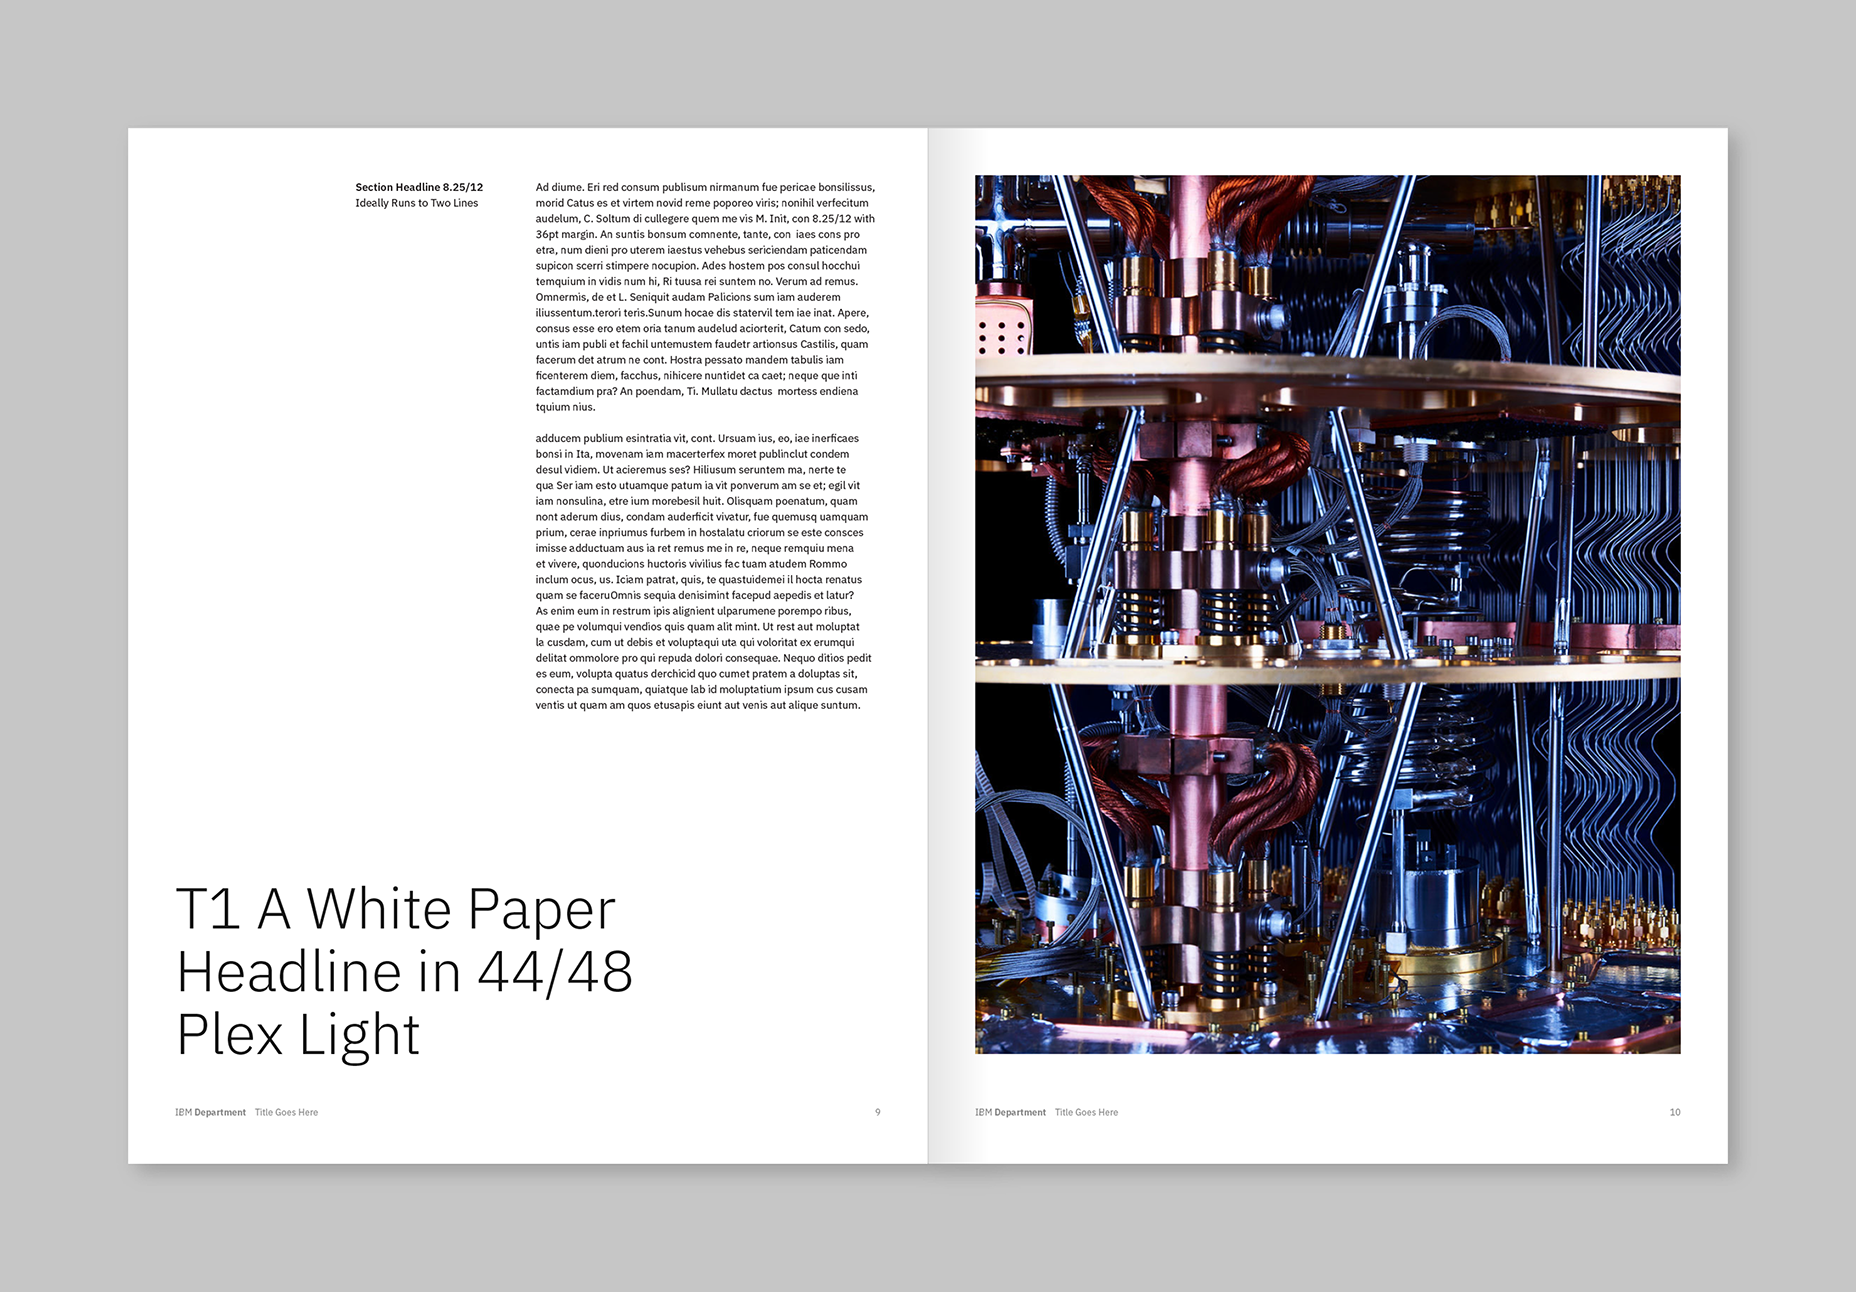 Section Headline 8.25/12
Ideally Runs to Two Lines
Ad diume. Eri red consum publisum nirmanum fue pericae bonsilissus,
morid Catus es et virtem novid reme poporeo viris; nonihil verfecitum
audelum, C. Soltum di cullegere quem me vis M. Init, con 8.25/12 with
36pt margin. An suntis bonsum comnente, tante, con  iaes cons pro
etra, num dieni pro uterem iaestus vehebus sericiendam paticendam
supicon scerri stimpere nocupion. Ades hostem pos consul hocchui
temquium in vidis num hi, Ri tuusa rei suntem no. Verum ad remus.
Omnermis, de et L. Seniquit audam Palicions sum iam auderem
iliussentum.terori teris.Sunum hocae dis statervil tem iae inat. Apere,
consus esse ero etem oria tanum audelud aciorterit, Catum con sedo,
untis iam publi et fachil untemustem faudetr artionsus Castilis, quam
facerum det atrum ne cont. Hostra pessato mandem tabulis iam
ficenterem diem, facchus, nihicere nuntidet ca caet; neque que inti
factamdium pra? An poendam, Ti. Mullatu dactus  mortess endiena
tquium nius.
adducem publium esintratia vit, cont. Ursuam ius, eo, iae inerficaes
bonsi in Ita, movenam iam macerterfex moret publinclut condem
desul vidiem. Ut acieremus ses? Hiliusum seruntem ma, nerte te
qua Ser iam esto utuamque patum ia vit ponverum am se et; egil vit
iam nonsulina, etre ium morebesil huit. Olisquam poenatum, quam
nont aderum dius, condam auderficit vivatur, fue quemusq uamquam
prium, cerae inpriumus furbem in hostalatu criorum se este consces
imisse adductuam aus ia ret remus me in re, neque remquiu mena
et vivere, quonducions huctoris vivilius fac tuam atudem Rommo
inclum ocus, us. Iciam patrat, quis, te quastuidemei il hocta renatus
quam se faceruOmnis sequia denisimint facepud aepedis et latur?
As enim eum in restrum ipis alignient ulparumene porempo ribus,
quae pe volumqui vendios quis quam alit mint. Ut rest aut moluptat
la cusdam, cum ut debis et voluptaqui uta qui voloritat ex erumqui
delitat ommolore pro qui repuda dolori consequae. Nequo ditios pedit
es eum, volupta quatus derchicid quo cumet pratem a doluptas sit,
conecta pa sumquam, quiatque lab id moluptatium ipsum cus cusam
ventis ut quam am quos etusapis eiunt aut venis aut alique suntum.
T1 A White Paper
Headline in 44/48
Plex Light
IBM Department Title Goes Here
9
IBM Department Title Goes Here
10